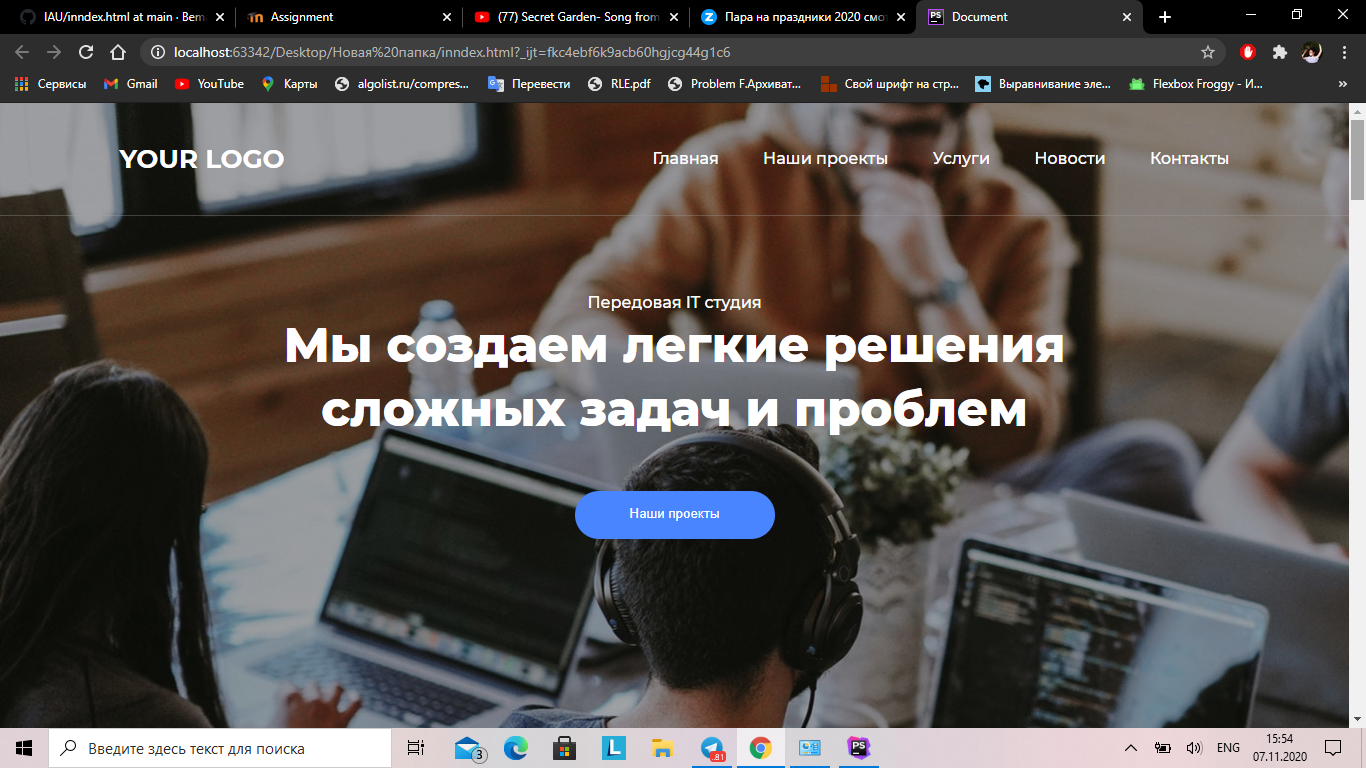 IAU/inndex.html at main · Bem
Assignment
(77) Secret Garden- Song from
Пара на праздники 2020 смот
Document
localhost:63342/Desktop/Новая%20папка/inndex.html?_ijt=fkc4ebf6k9acb60hgjcg44g1c6
Сервисы
Gmail
YouTube
Карты
algolist.ru/compres...
Перевести
RLE.pdf
Problem F.Архиват...
Свой шрифт на стр...
Выравнивание эле...
Flexbox Froggy - И...
YOUR LOGO
Главная
Наши проекты
Услуги
Новости
Контакты
Передовая IT студия
Мы создаем легкие решения
сложных задач и проблем
Наши проекты
Введите здесь текст для поиска
3
81
ENG
15:54
07.11.2020